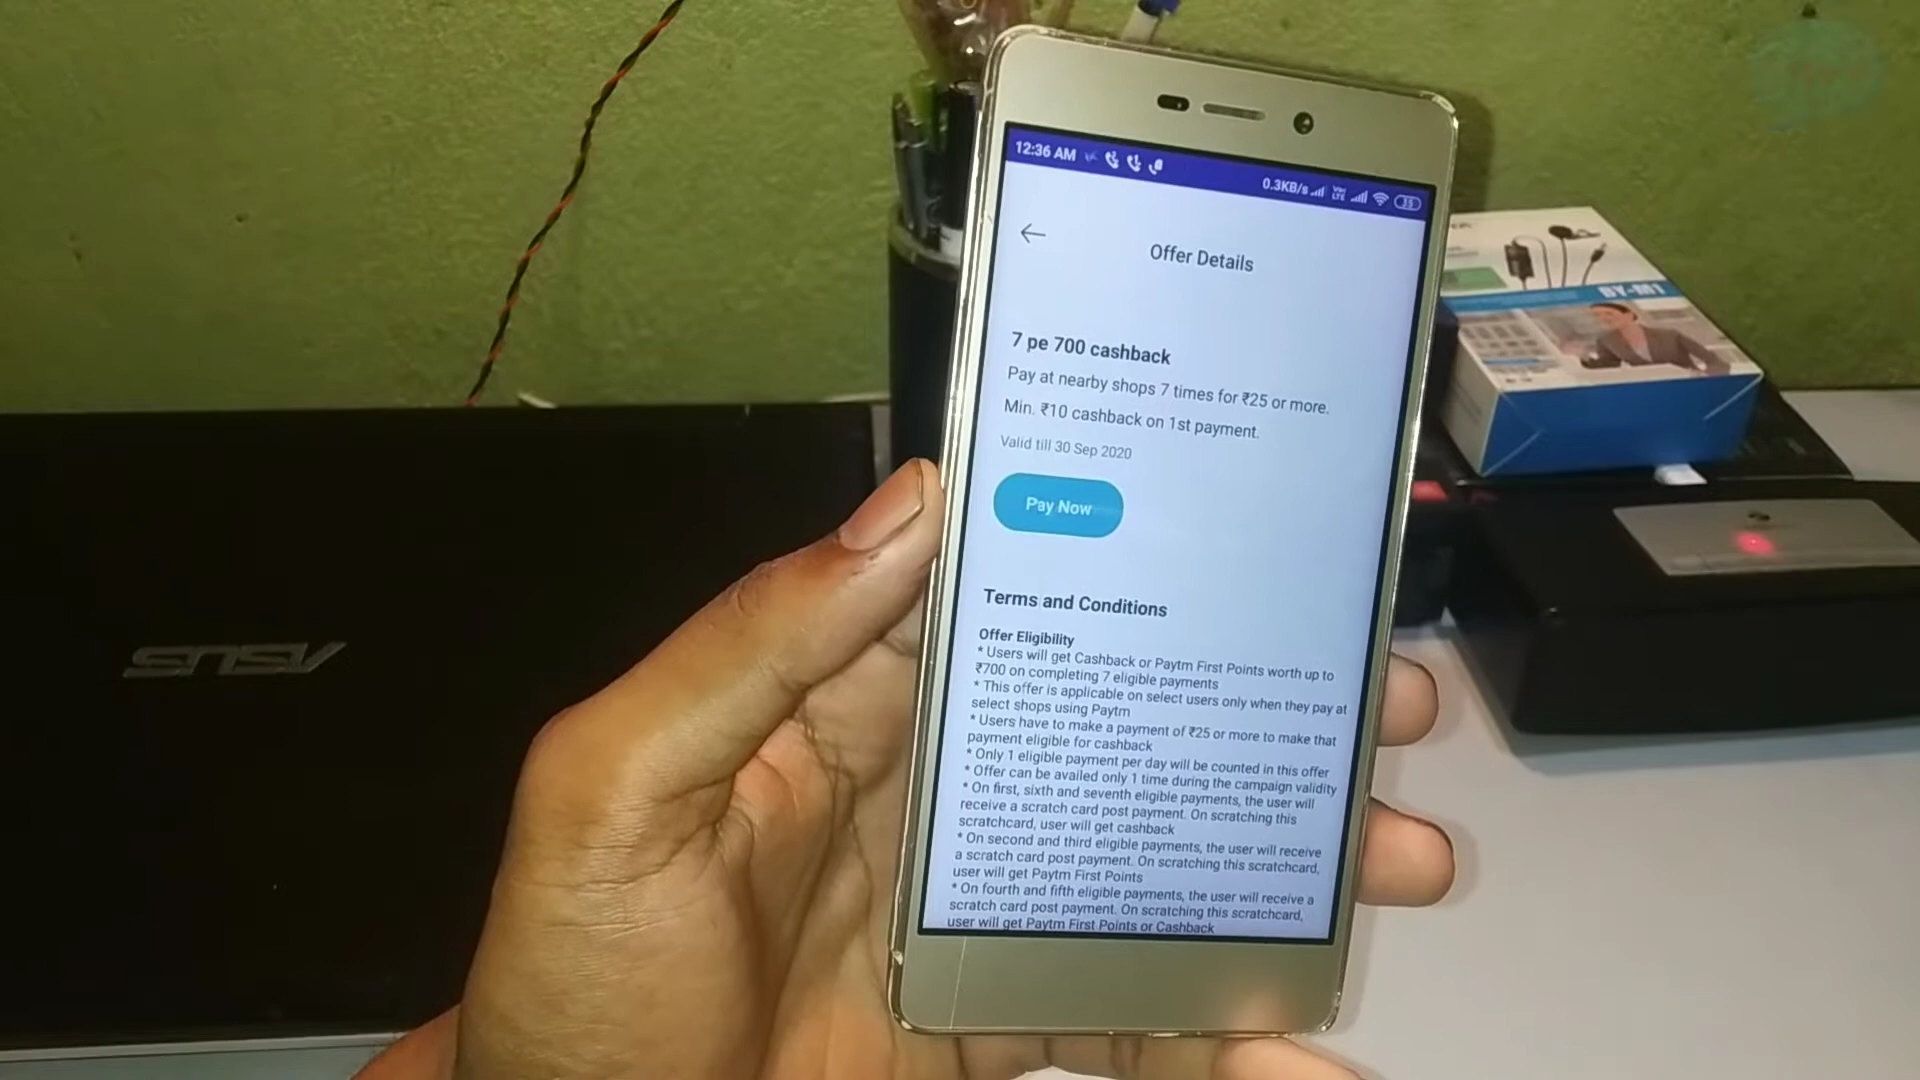 12:36 AM
0.3KB/s
VoLTE
35
Offer Details
7 pe 700 cashback
Pay at nearby shops 7 times for ₹25 or more.
Min. ₹10 cashback on 1st payment.
Valid till 30 Sep 2020
Pay Now
Terms and Conditions
Offer Eligibility
* Users will get Cashback or Paytm First Points worth up to
₹700 on completing 7 eligible payments
* This offer is applicable on select users only when they pay at
select shops using Paytm
* Users have to make a payment of ₹25 or more to make that
payment eligible for cashback
* Only 1 eligible payment per day will be counted in this offer
* Offer can be availed only 1 time during the campaign validity
* On first, sixth and seventh eligible payments, the user will
receive a scratch card post payment. On scratching this
scratchcard, user will get cashback
* On second and third eligible payments, the user will receive
a scratch card post payment. On scratching this scratchcard,
user will get Paytm First Points
* On fourth and fifth eligible payments, the user will receive a
scratch card post payment. On scratching this scratchcard,
user will get Paytm First Points or Cashback
BY-M1
ASUS